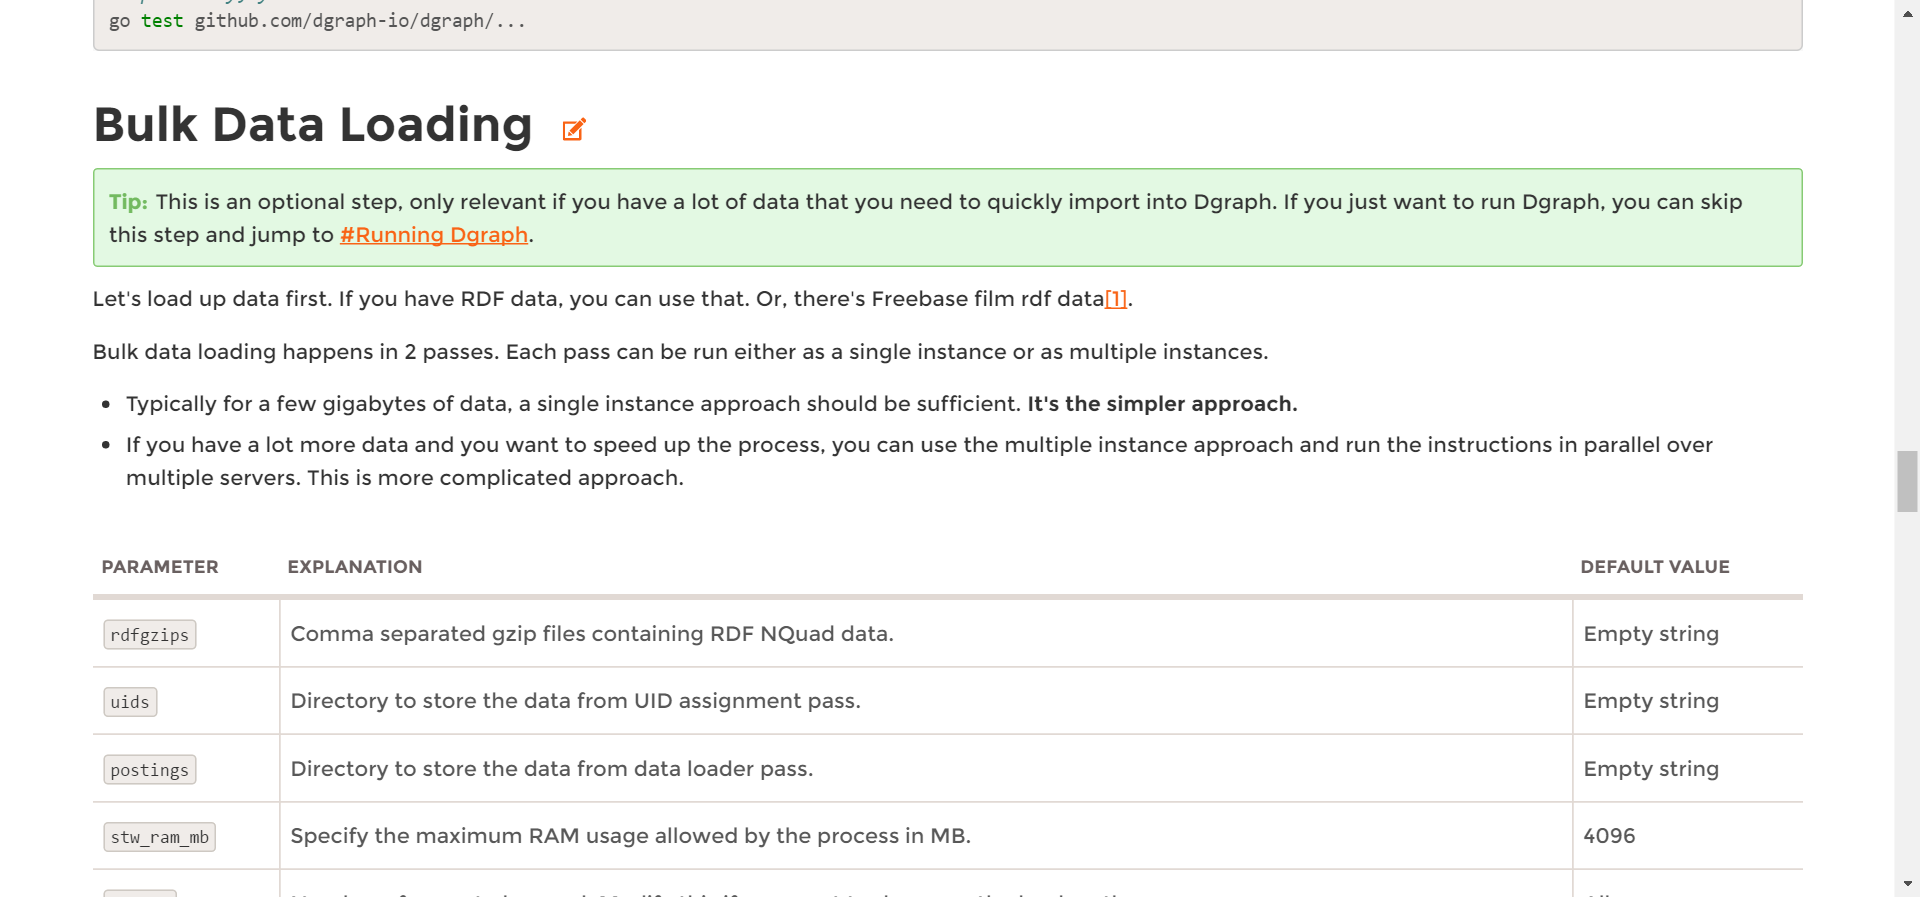 go test github.com/dgraph-io/dgraph/...
Bulk Data Loading
Tip: This is an optional step, only relevant if you have a lot of data that you need to quickly import into Dgraph. If you just want to run Dgraph, you can skip
this step and jump to #Running Dgraph.
Let's load up data first. If you have RDF data, you can use that. Or, there's Freebase film rdf data[1].
Bulk data loading happens in 2 passes. Each pass can be run either as a single instance or as multiple instances.
• Typically for a few gigabytes of data, a single instance approach should be sufficient. It's the simpler approach.
• If you have a lot more data and you want to speed up the process, you can use the multiple instance approach and run the instructions in parallel over
multiple servers. This is more complicated approach.
PARAMETER EXPLANATION DEFAULT VALUE
rdfgzips Comma separated gzip files containing RDF NQuad data. Empty string
uids Directory to store the data from UID assignment pass. Empty string
postings Directory to store the data from data loader pass. Empty string
stw_ram_mb Specify the maximum RAM usage allowed by the process in MB. 4096